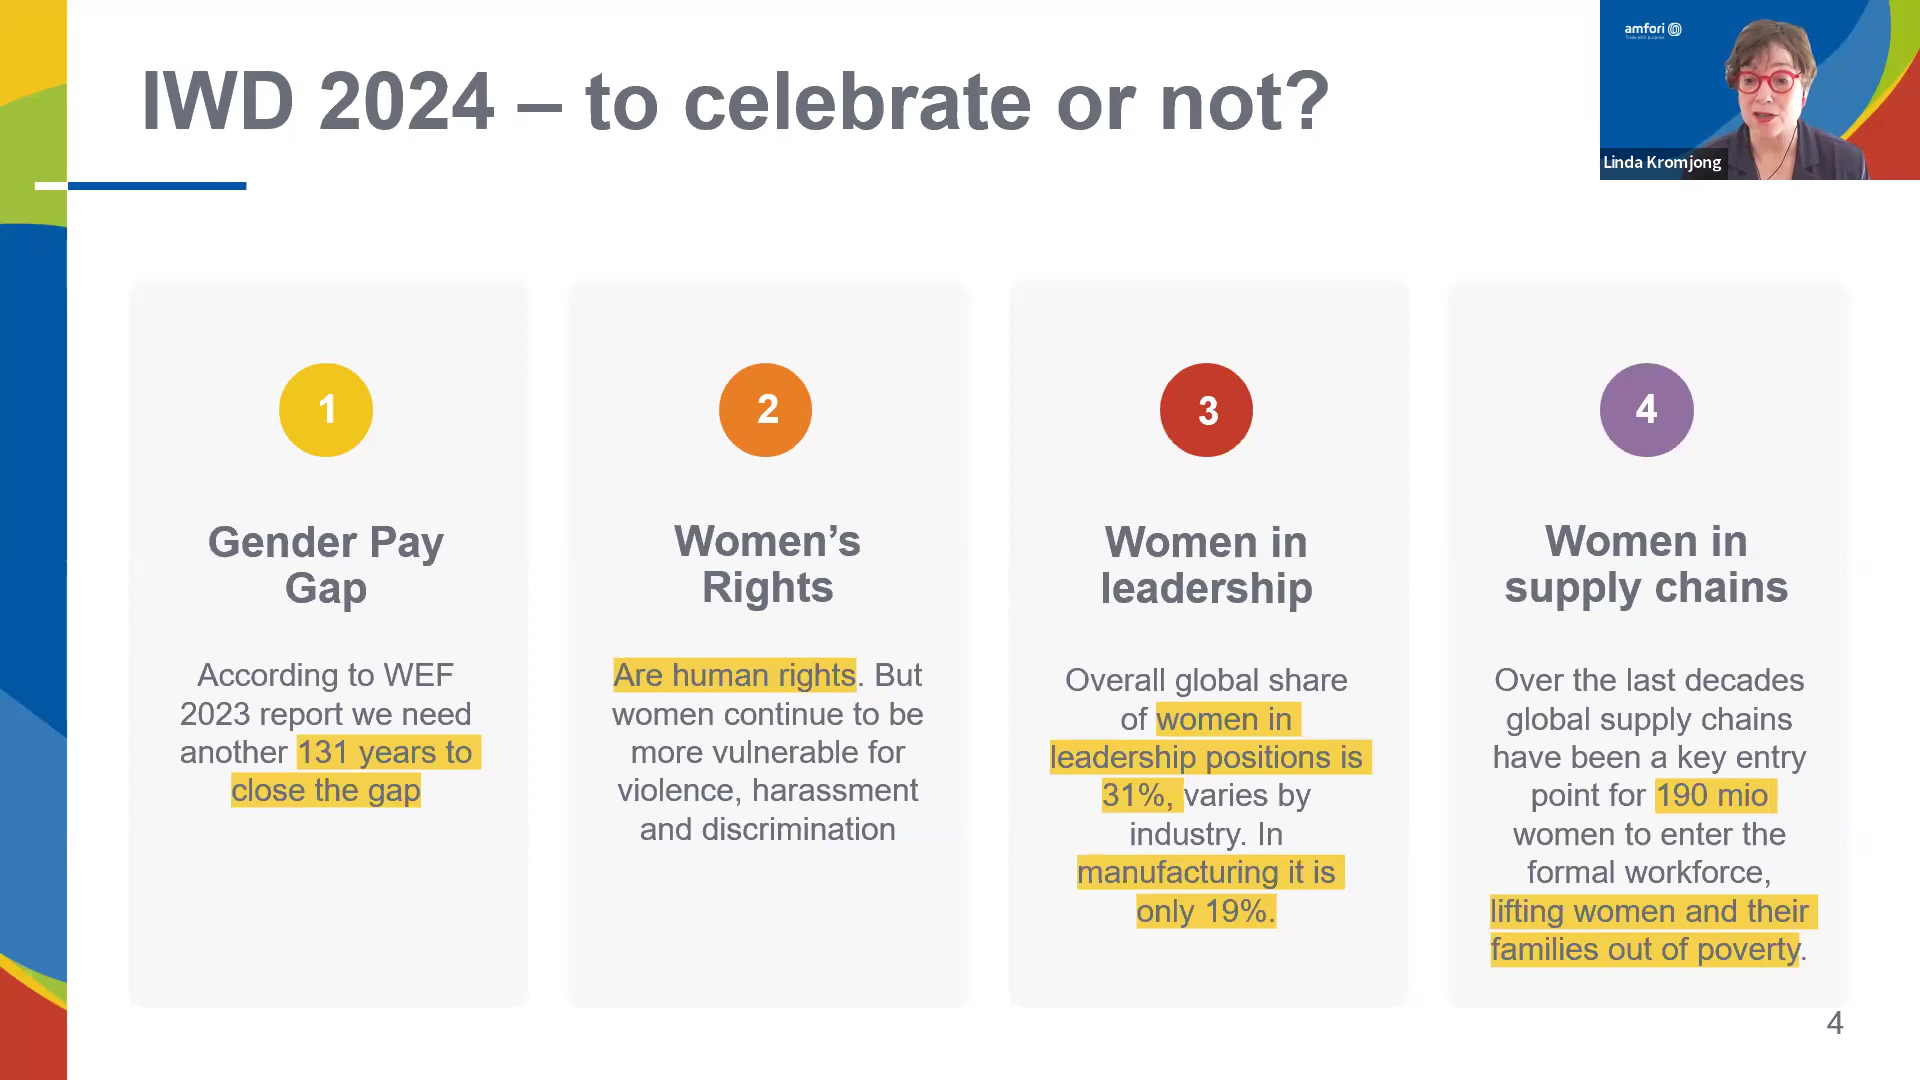 IWD 2024 – to celebrate or not?
amfori
Linda Kromjong
1
Gender Pay
Gap
According to WEF
2023 report we need
another 131 years to
close the gap
2
Women’s
Rights
Are human rights. But
women continue to be
more vulnerable for
violence, harassment
and discrimination
3
Women in
leadership
Overall global share
of women in
leadership positions is
31%, varies by
industry. In
manufacturing it is
only 19%.
4
Women in
supply chains
Over the last decades
global supply chains
have been a key entry
point for 190 mio
women to enter the
formal workforce,
lifting women and their
families out of poverty.
4